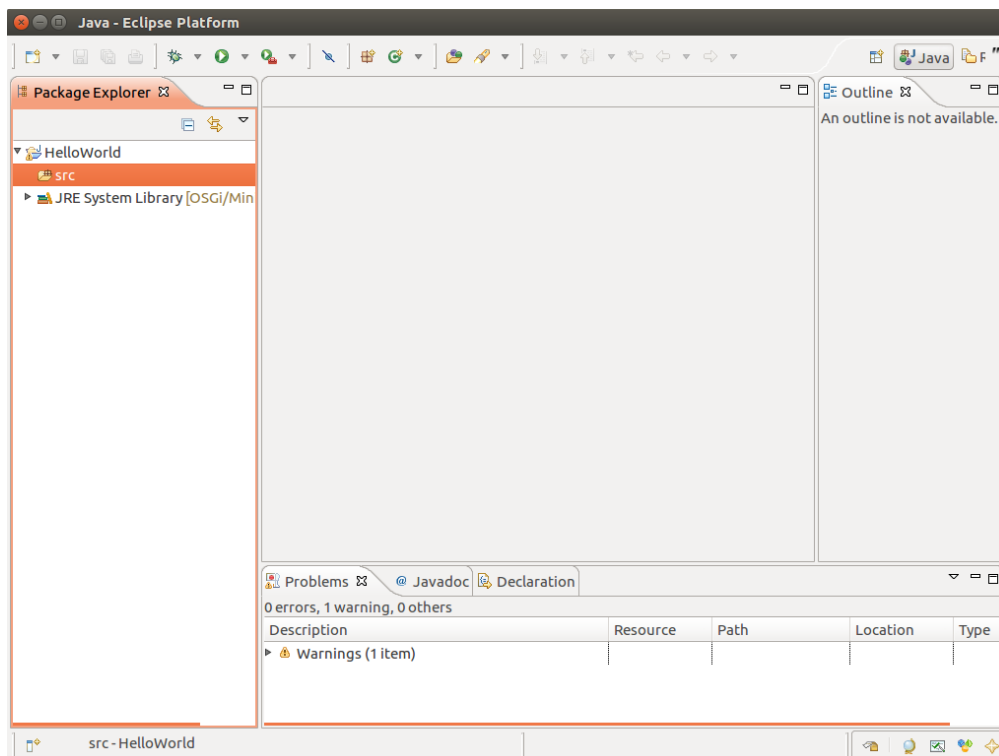 Java - Eclipse Platform
Java
Package Explorer
Outline
An outline is not available.
HelloWorld
src
JRE System Library [OSGi/Min
Problems @ Javadoc Declaration
0 errors, 1 warning, 0 others
Description Resource Path Location Type
Warnings (1 item)
src - HelloWorld